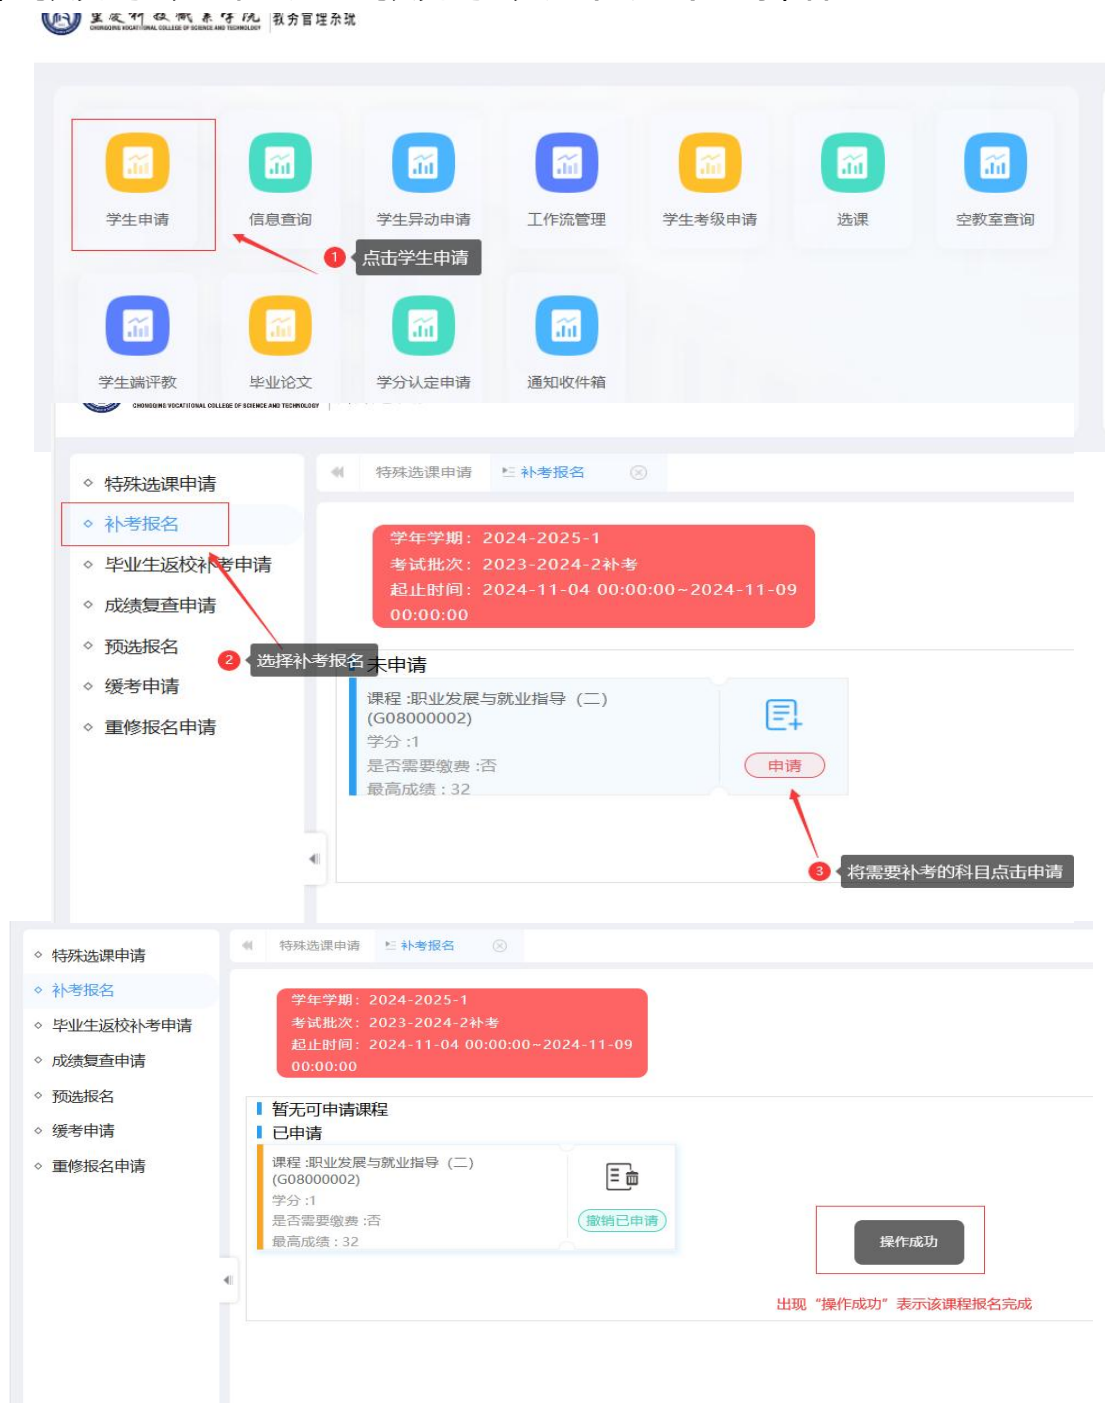 教务管理系统
CHONGQING VOCATIONAL COLLEGE OF SCIENCE AND TECHNOLOGY
学生申请 信息查询 学生异动申请 工作流管理 学生考级申请 选课 空教室查询
1 点击学生申请
学生端评教 毕业论文 学分认定申请 通知收件箱
CHONGQING VOCATIONAL COLLEGE OF SCIENCE AND TECHNOLOGY
特殊选课申请
补考报名
毕业生返校补考申请
成绩复查申请
预选报名
缓考申请
重修报名申请
2 选择补考报名
特殊选课申请 补考报名
学年学期：2024-2025-1
考试批次：2023-2024-2补考
起止时间：2024-11-04 00:00:00~2024-11-09
00:00:00
未申请
课程 :职业发展与就业指导（二）
(G08000002)
学分 :1
是否需要缴费 :否
最高成绩 : 32
申请
3 将需要补考的科目点击申请
特殊选课申请
补考报名
毕业生返校补考申请
成绩复查申请
预选报名
缓考申请
重修报名申请
特殊选课申请 补考报名
学年学期：2024-2025-1
考试批次：2023-2024-2补考
起止时间：2024-11-04 00:00:00~2024-11-09
00:00:00
暂无可申请课程
已申请
课程 :职业发展与就业指导（二）
(G08000002)
学分 :1
是否需要缴费 :否
最高成绩 : 32
撤销已申请
操作成功
出现“操作成功”表示该课程报名完成